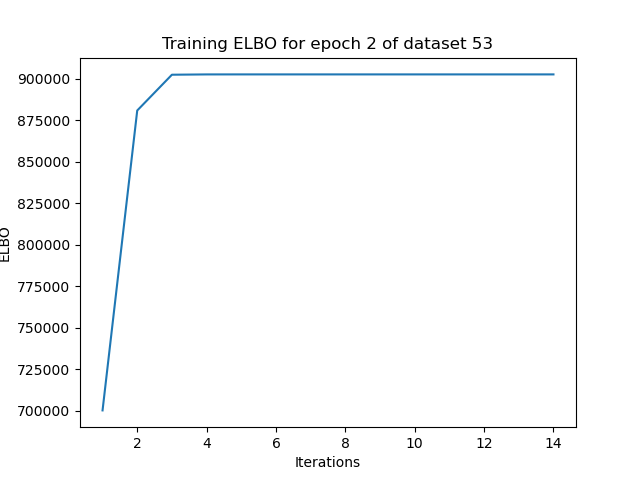 Training ELBO for epoch 2 of dataset 53
900000
875000
850000
825000
800000
775000
750000
725000
700000
ELBO
2 4 6 8 10 12 14
Iterations